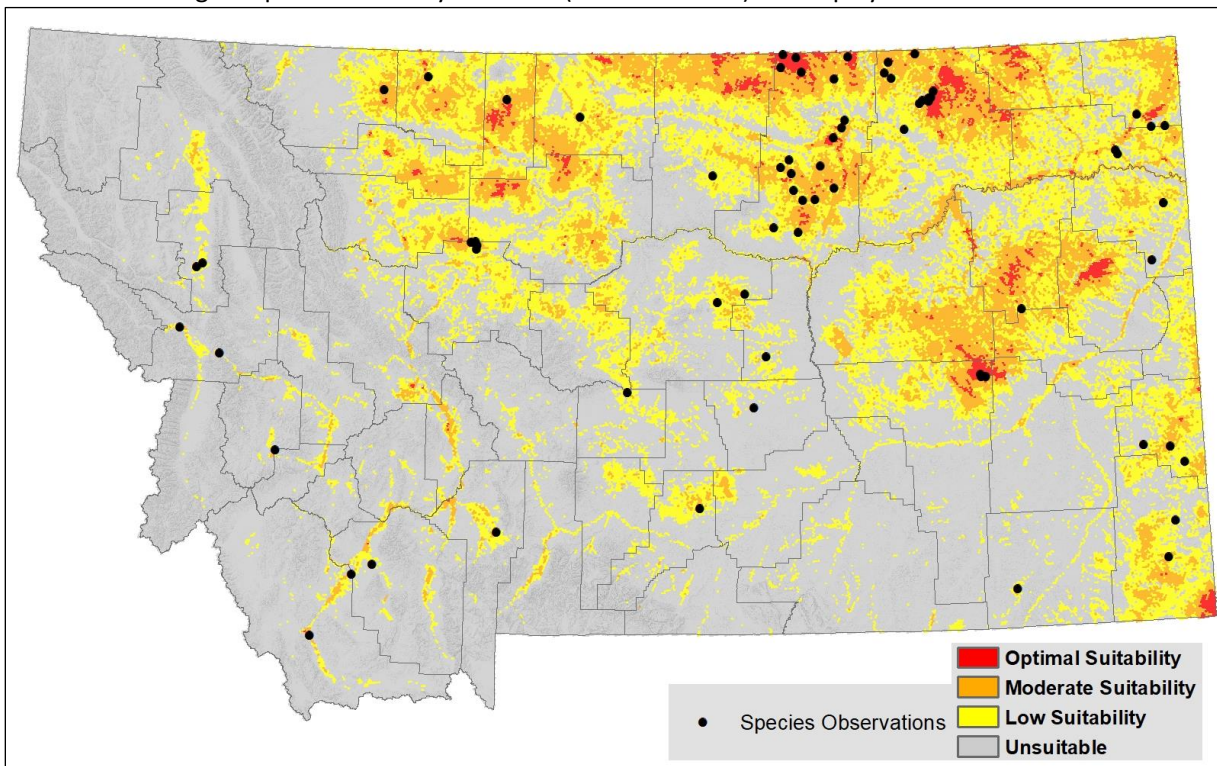 Optimal Suitability
Moderate Suitability
Species Observations
Low Suitability
Unsuitable